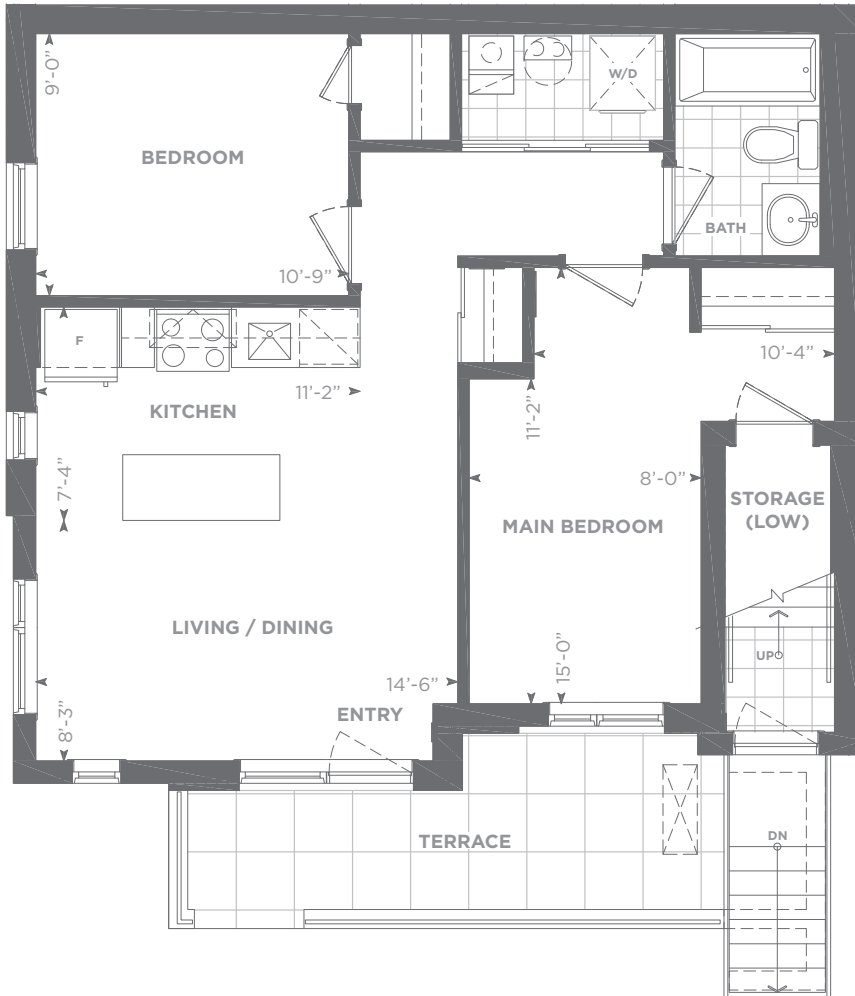 9’-0”
W/D
BEDROOM
BATH
10’-9”
F
10’-4”
11’-2”
KITCHEN
11’-2”
7’-4”
8’-0”
STORAGE
(LOW)
MAIN BEDROOM
LIVING / DINING
UP
15’-0”
14’-6”
8’-3”
ENTRY
TERRACE
DN